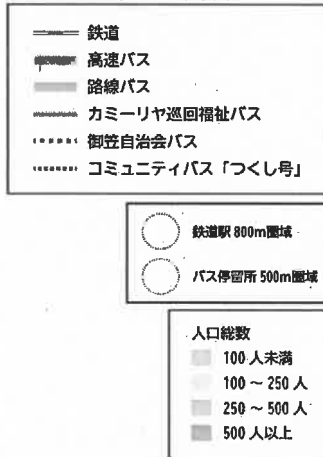 鉄道
高速バス
路線バス
カミーリヤ巡回福祉バス
御笠自治会バス
コミュニティバス「つくし号」
鉄道駅 800m圏域
バス停留所 500m圏域
人口総数
100 人未満
100 ~ 250 人
250 ~ 500 人
500 人以上